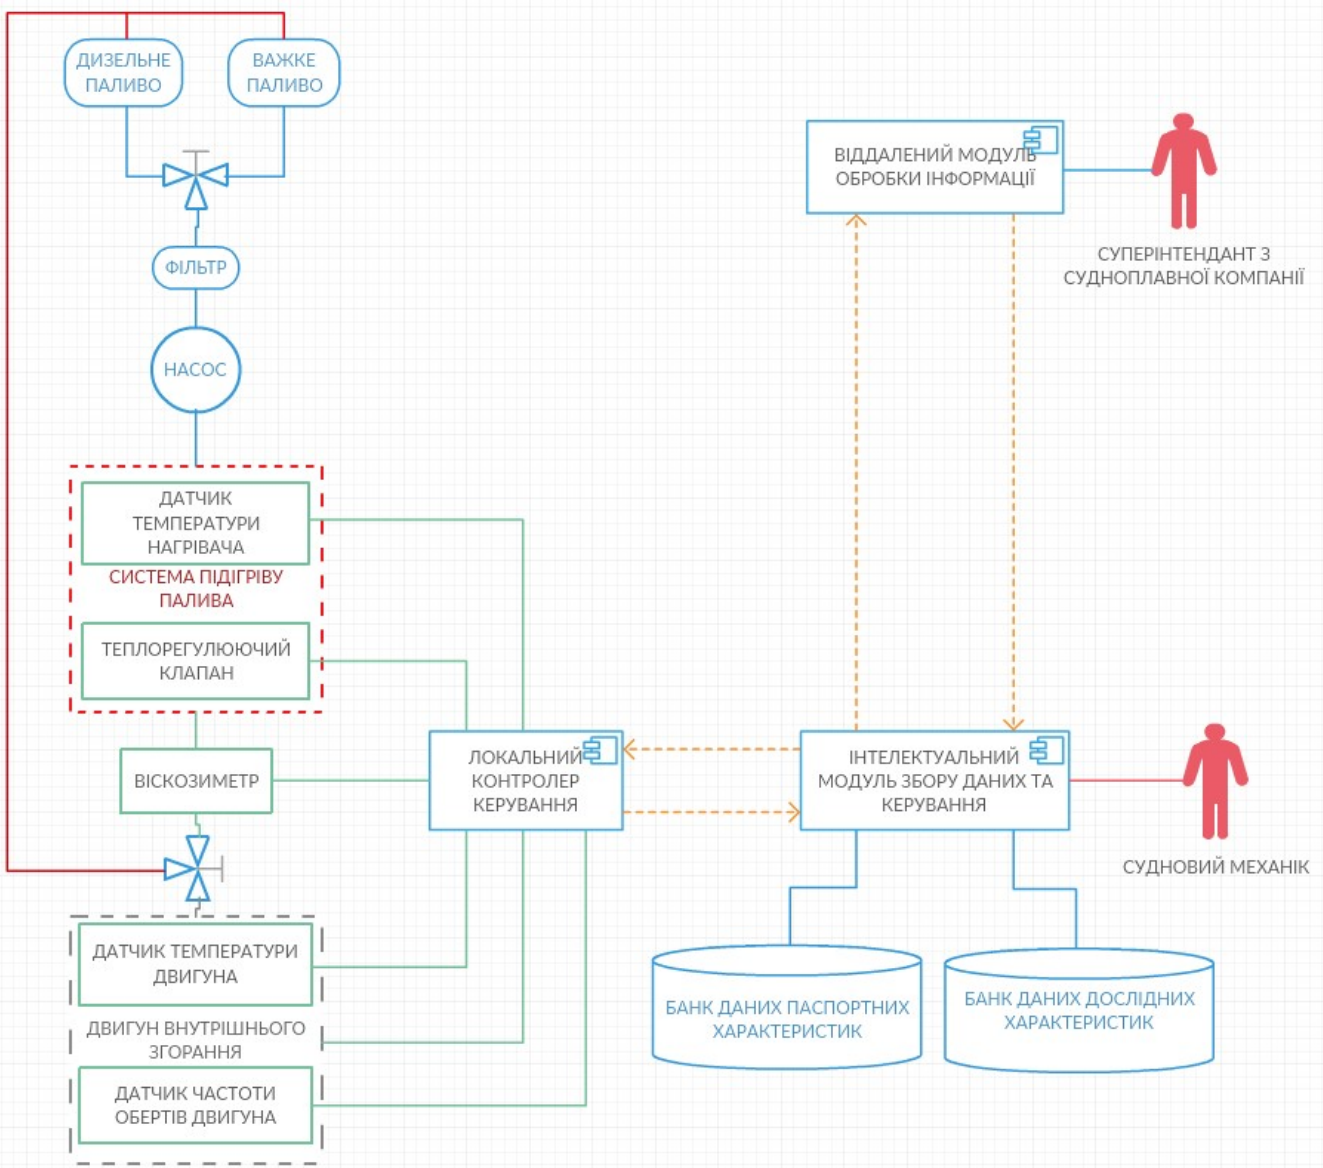 ДИЗЕЛЬНЕ
ПАЛИВО
ВАЖКЕ
ПАЛИВО
ФІЛЬТР
НАСОС
ДАТЧИК
ТЕМПЕРАТУРИ
НАГРІВАЧА
СИСТЕМА ПІДІГРІВУ
ПАЛИВА
ТЕПЛОРЕГУЛЮЮЧИЙ
КЛАПАН
ВІСКОЗИМЕТР
ДАТЧИК ТЕМПЕРАТУРИ
ДВИГУНА
ДВИГУН ВНУТРІШНЬОГО
ЗГОРАННЯ
ДАТЧИК ЧАСТОТИ
ОБЕРТІВ ДВИГУНА
ЛОКАЛЬНИЙ
КОНТРОЛЕР
КЕРУВАННЯ
ВІДДАЛЕНИЙ МОДУЛЬ
ОБРОБКИ ІНФОРМАЦІЇ
СУПЕРІНТЕНДАНТ З
СУДНОПЛАВНОЇ КОМПАНІЇ
ІНТЕЛЕКТУАЛЬНИЙ
МОДУЛЬ ЗБОРУ ДАНИХ ТА
КЕРУВАННЯ
СУДНОВИЙ МЕХАНІК
БАНК ДАНИХ ПАСПОРТНИХ
ХАРАКТЕРИСТИК
БАНК ДАНИХ ДОСЛІДНИХ
ХАРАКТЕРИСТИК